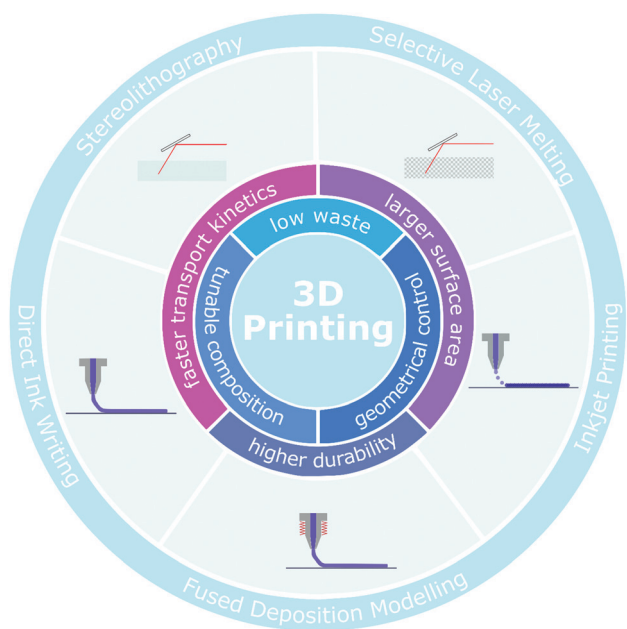 Stereolithography
Selective Laser Melting
Inkjet Printing
Fused Deposition Modelling
Direct Ink Writing
faster transport kinetics
larger surface area
higher durability
low waste
geometrical control
tunable composition
3D
Printing